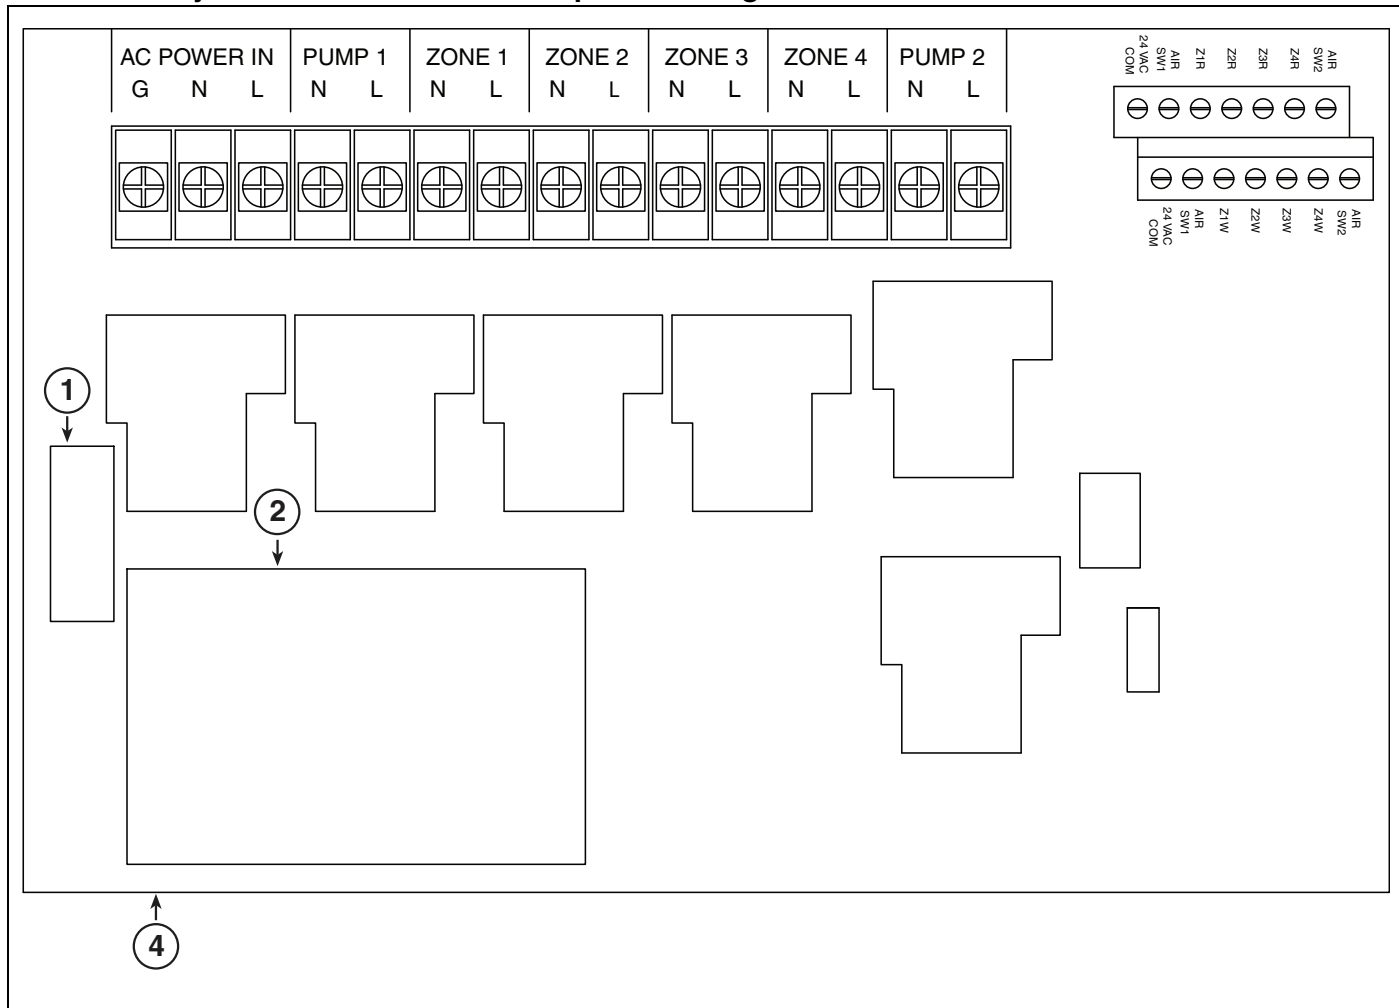 AC POWER IN PUMP 1 ZONE 1 ZONE 2 ZONE 3 ZONE 4 PUMP 2
G N L N L N L N L N L N L N L
24 VAC COM
AIR SW1
Z1R
Z2R
Z3R
Z4R
AIR SW2
24 VAC COM
AIR SW1
Z1W
Z2W
Z3W
Z4W
AIR SW2
1
2
4